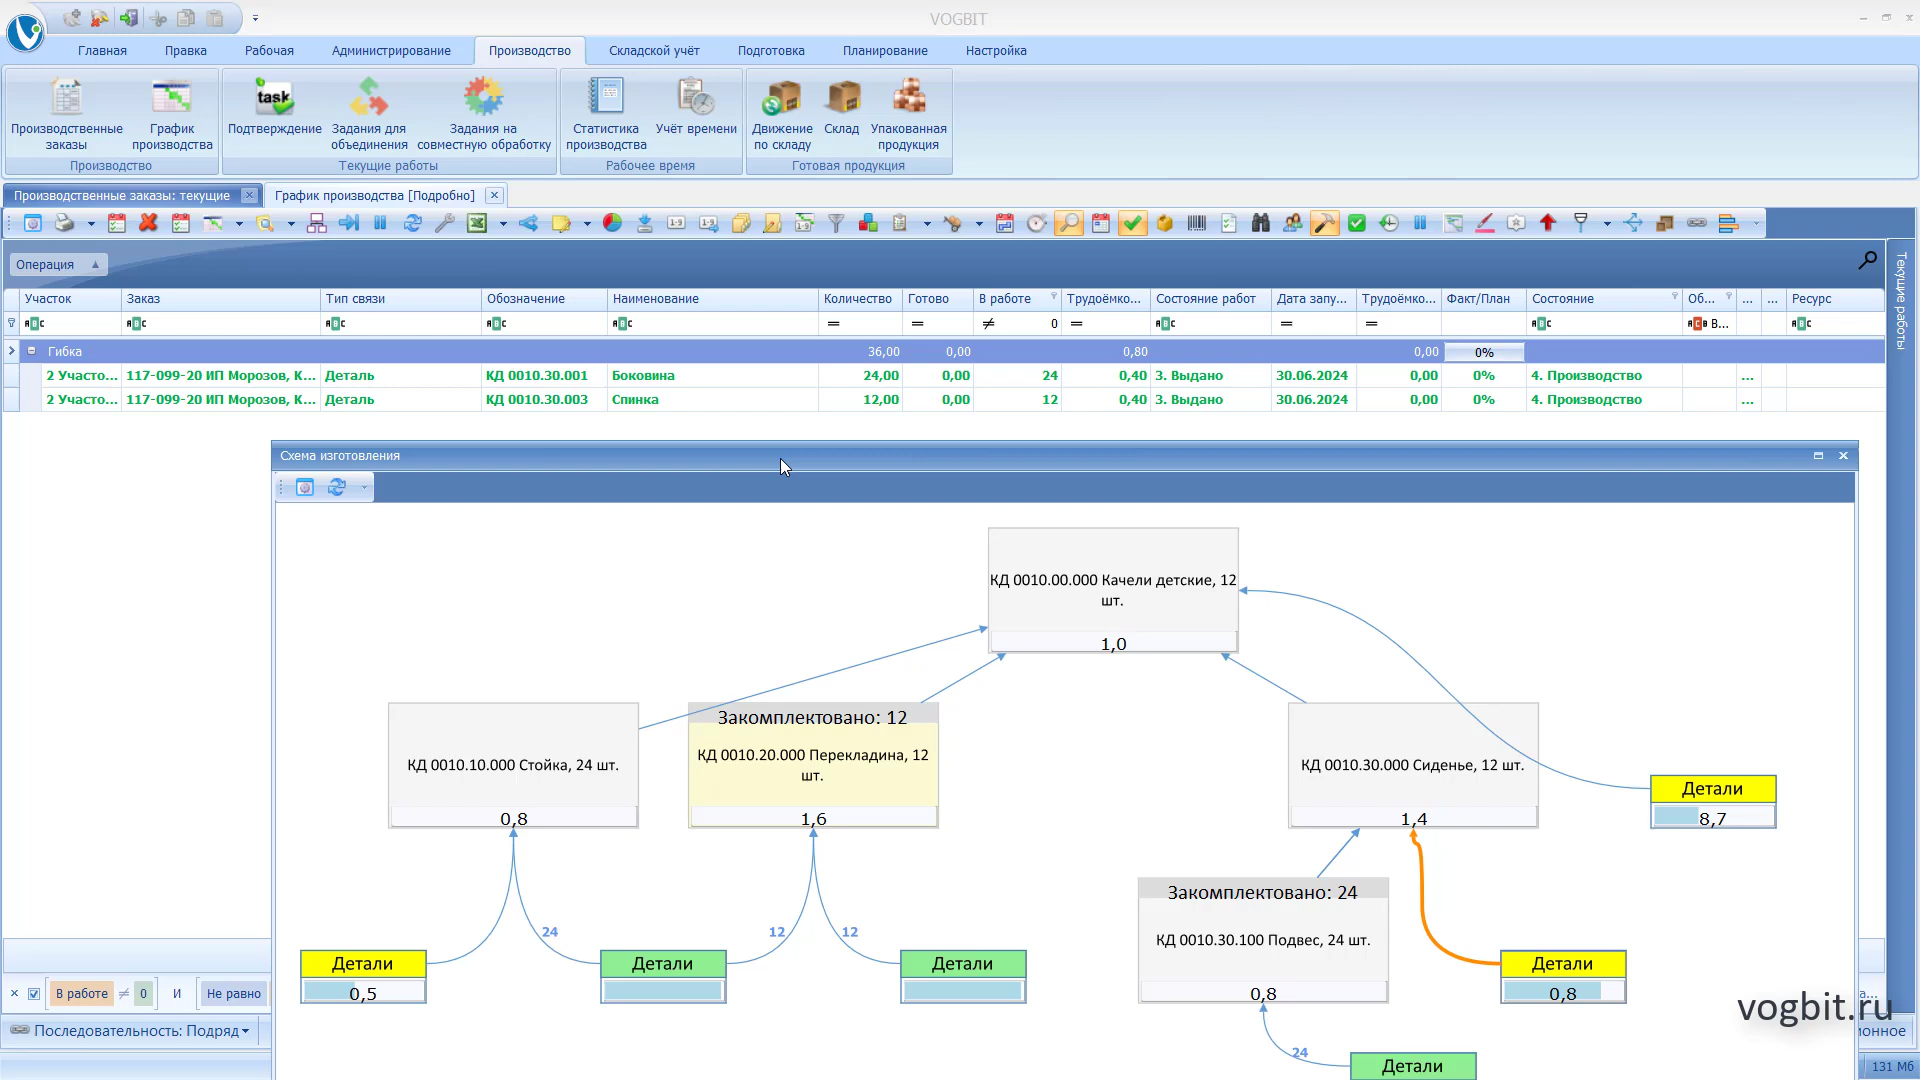 VOGBIT
Главная Правка Рабочая Администрирование Производство Складской учёт Подготовка Планирование Настройка
task
Производственные заказы
График производства
Подтверждение
Задания для объединения
Задания на совместную обработку
Статистика производства
Учёт времени
Движение по складу
Склад
Упакованная продукция
Производство Текущие работы Рабочее время Готовая продукция
Производственные заказы: текущие График производства [Подробно]
Операция
Участок Заказ Тип связи Обозначение Наименование Количество Готово В работе Трудоёмко... Состояние работ Дата запу... Трудоёмко... Факт/План Состояние Об... ... ... Ресурс
= = ≠ 0 = = = В...
Гибка 36,00 0,00 0,80 0,00 0%
2 Участо... 117-099-20 ИП Морозов, К... Деталь КД 0010.30.001 Боковина 24,00 0,00 24 0,40 3. Выдано 30.06.2024 0,00 0% 4. Производство ...
2 Участо... 117-099-20 ИП Морозов, К... Деталь КД 0010.30.003 Спинка 12,00 0,00 12 0,40 3. Выдано 30.06.2024 0,00 0% 4. Производство ...
Текущие работы
Схема изготовления
КД 0010.00.000 Качели детские, 12
шт.
1,0
КД 0010.10.000 Стойка, 24 шт.
0,8
Закомплектовано: 12
КД 0010.20.000 Перекладина, 12
шт.
1,6
КД 0010.30.000 Сиденье, 12 шт.
1,4
Детали
8,7
Закомплектовано: 24
КД 0010.30.100 Подвес, 24 шт.
0,8
24 12 12
Детали
0,5
Детали
Детали
Детали
0,8
24
Детали
В работе ≠ 0 И Не равно
Последовательность: Подряд
vogbit.ru
ионное
131 Мб